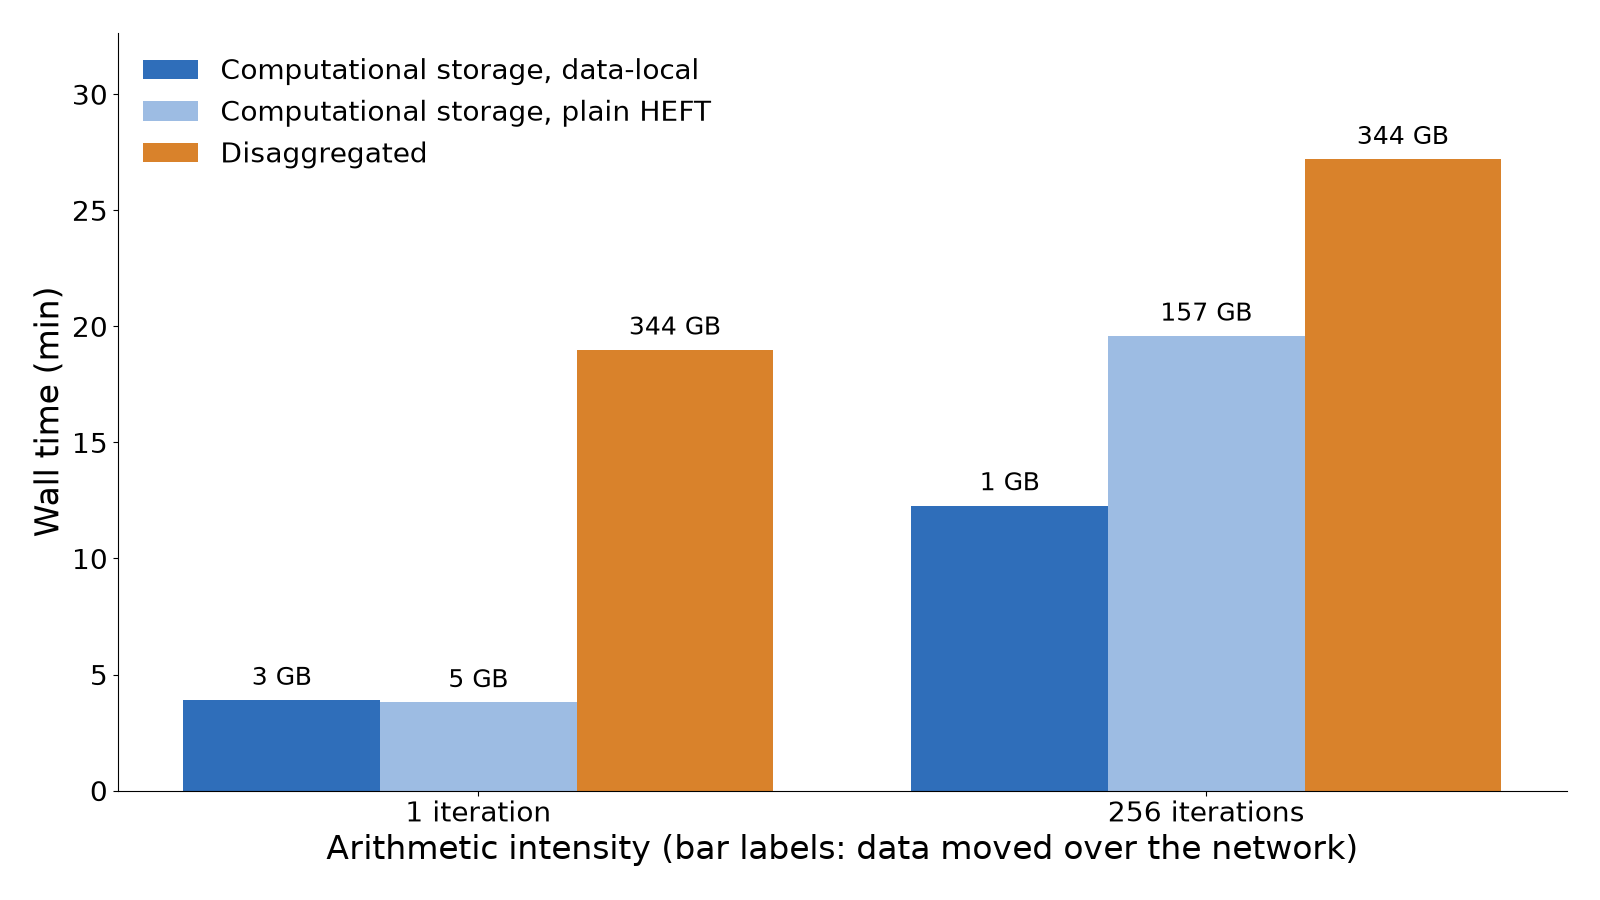 Computational storage, data-local
Computational storage, plain HEFT
Disaggregated
Wall time (min)
30
25
20
15
10
5
0
3 GB
5 GB
344 GB
1 GB
157 GB
344 GB
1 iteration
256 iterations
Arithmetic intensity (bar labels: data moved over the network)